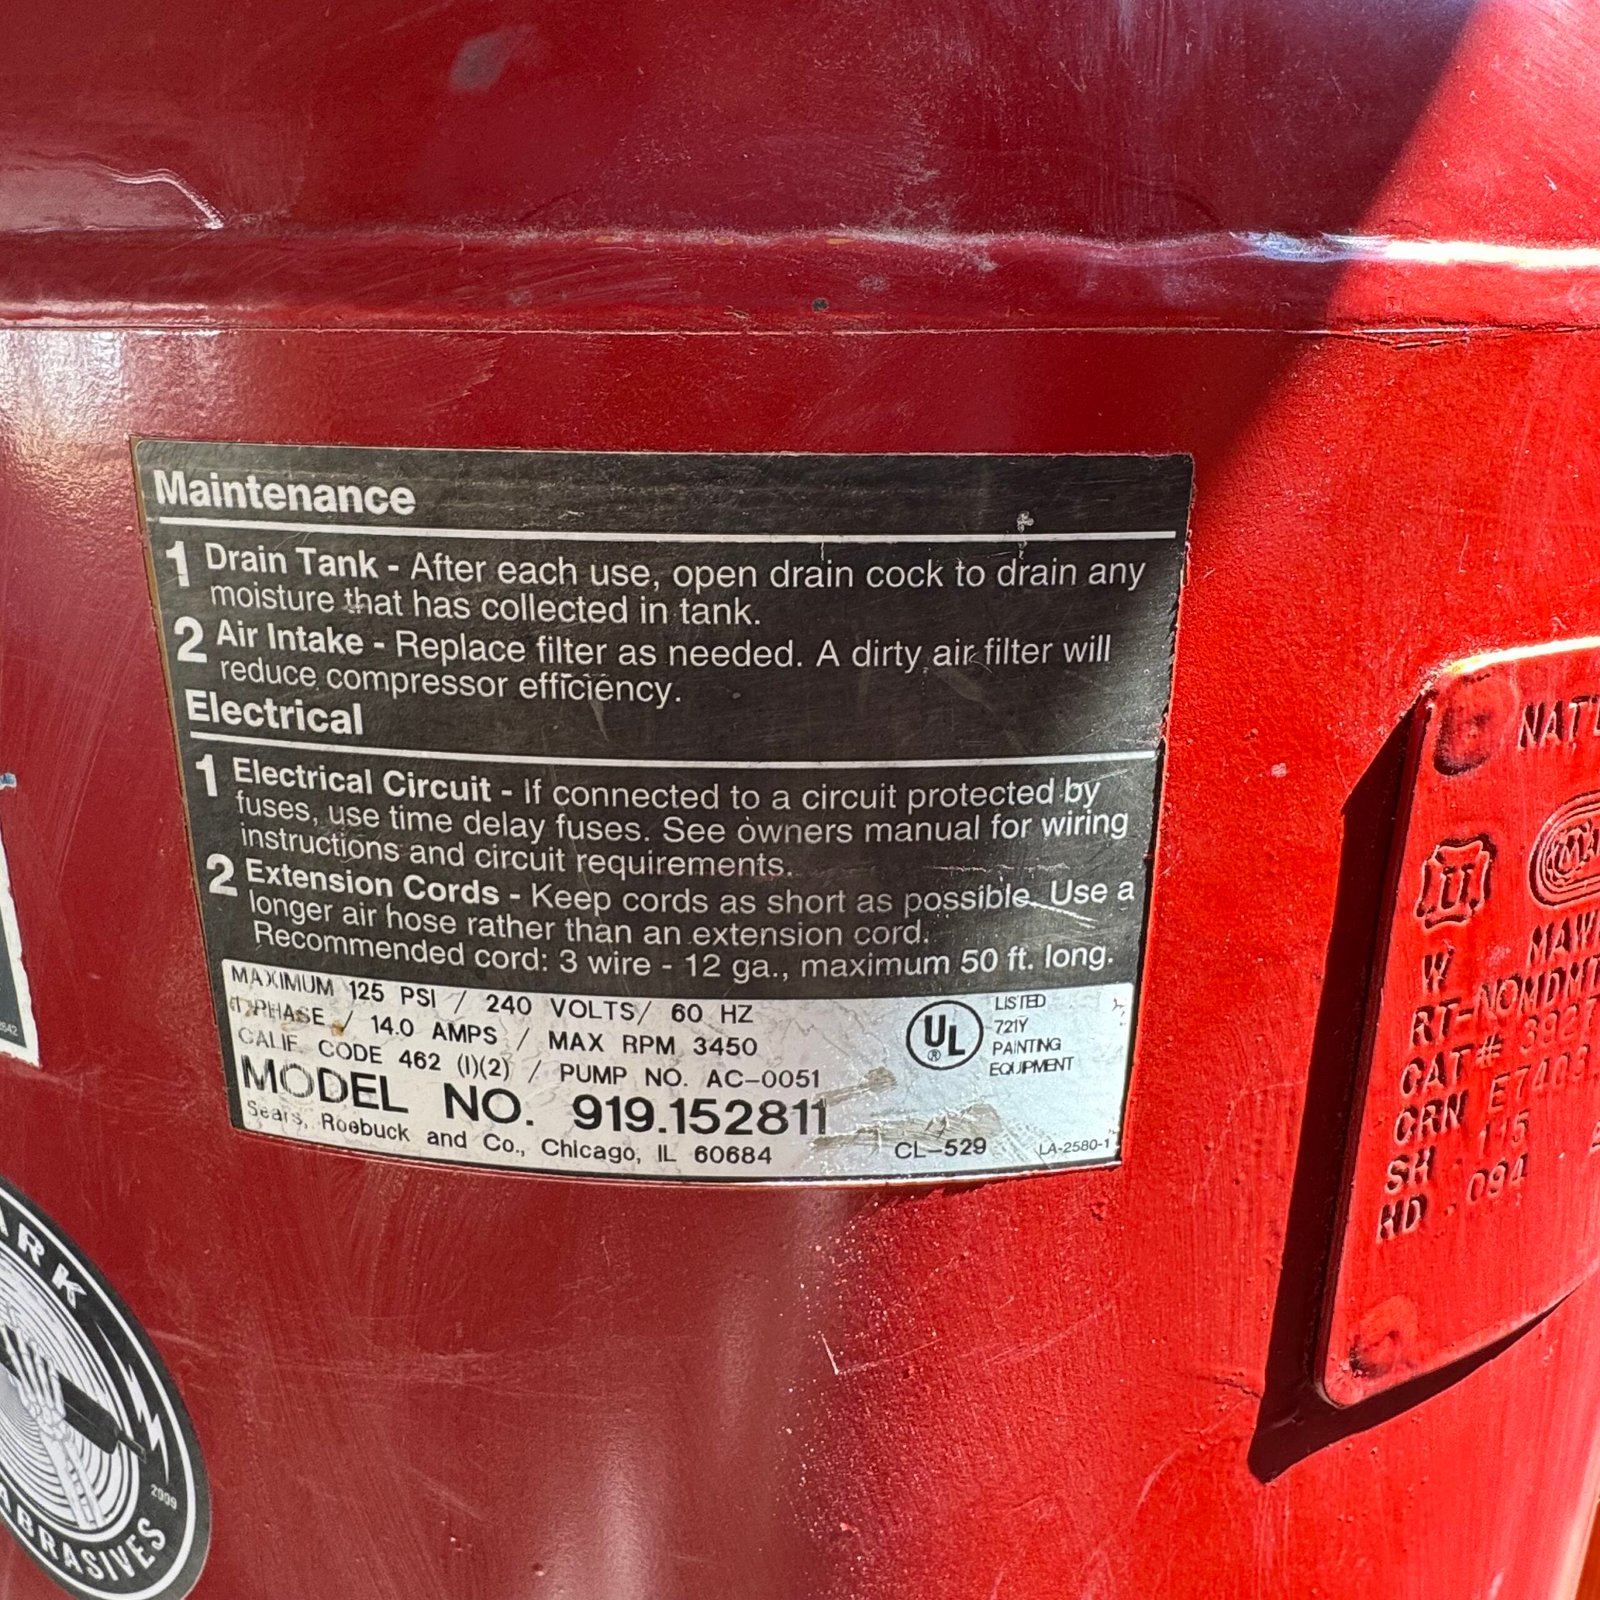 Maintenance
1 Drain Tank - After each use, open drain cock to drain any
moisture that has collected in tank.
2 Air Intake - Replace filter as needed. A dirty air filter will
reduce compressor efficiency.
Electrical
1 Electrical Circuit - If connected to a circuit protected by
fuses, use time delay fuses. See owners manual for wiring
instructions and circuit requirements.
2 Extension Cords - Keep cords as short as possible. Use a
longer air hose rather than an extension cord.
Recommended cord: 3 wire - 12 ga., maximum 50 ft. long.
MAXIMUM 125 PSI / 240 VOLTS/ 60 HZ
1 PHASE / 14.0 AMPS / MAX RPM 3450
CALIF. CODE 462 (I)(2) / PUMP NO. AC-0051
MODEL NO. 919.152811
Sears, Roebuck and Co., Chicago, IL 60684
UL ®
LISTED
721Y
PAINTING
EQUIPMENT
CL-529
LA-2580-1
NAT'L
U
W
RT-NOMDMT
CAT#
CRN
SH .115
HD .094
ARK
2009
ABRASIVES